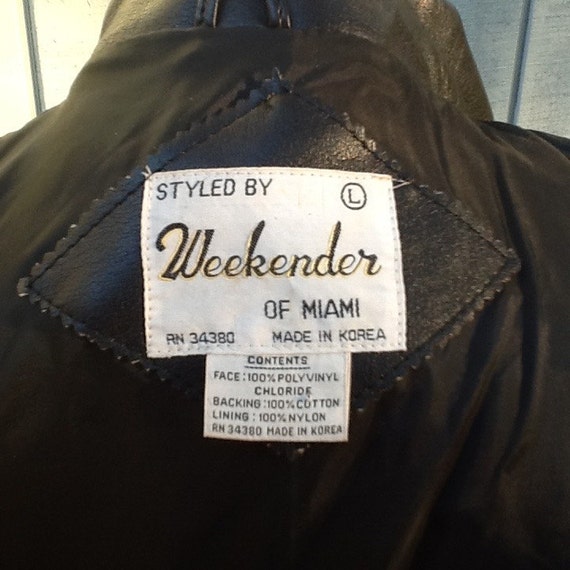 STYLED BY L
Weekender
OF MIAMI
RN 34380 MADE IN KOREA
CONTENTS
FACE: 100% POLYVINYL
CHLORIDE
BACKING: 100% COTTON
LINING: 100% NYLON
RN 34380 MADE IN KOREA